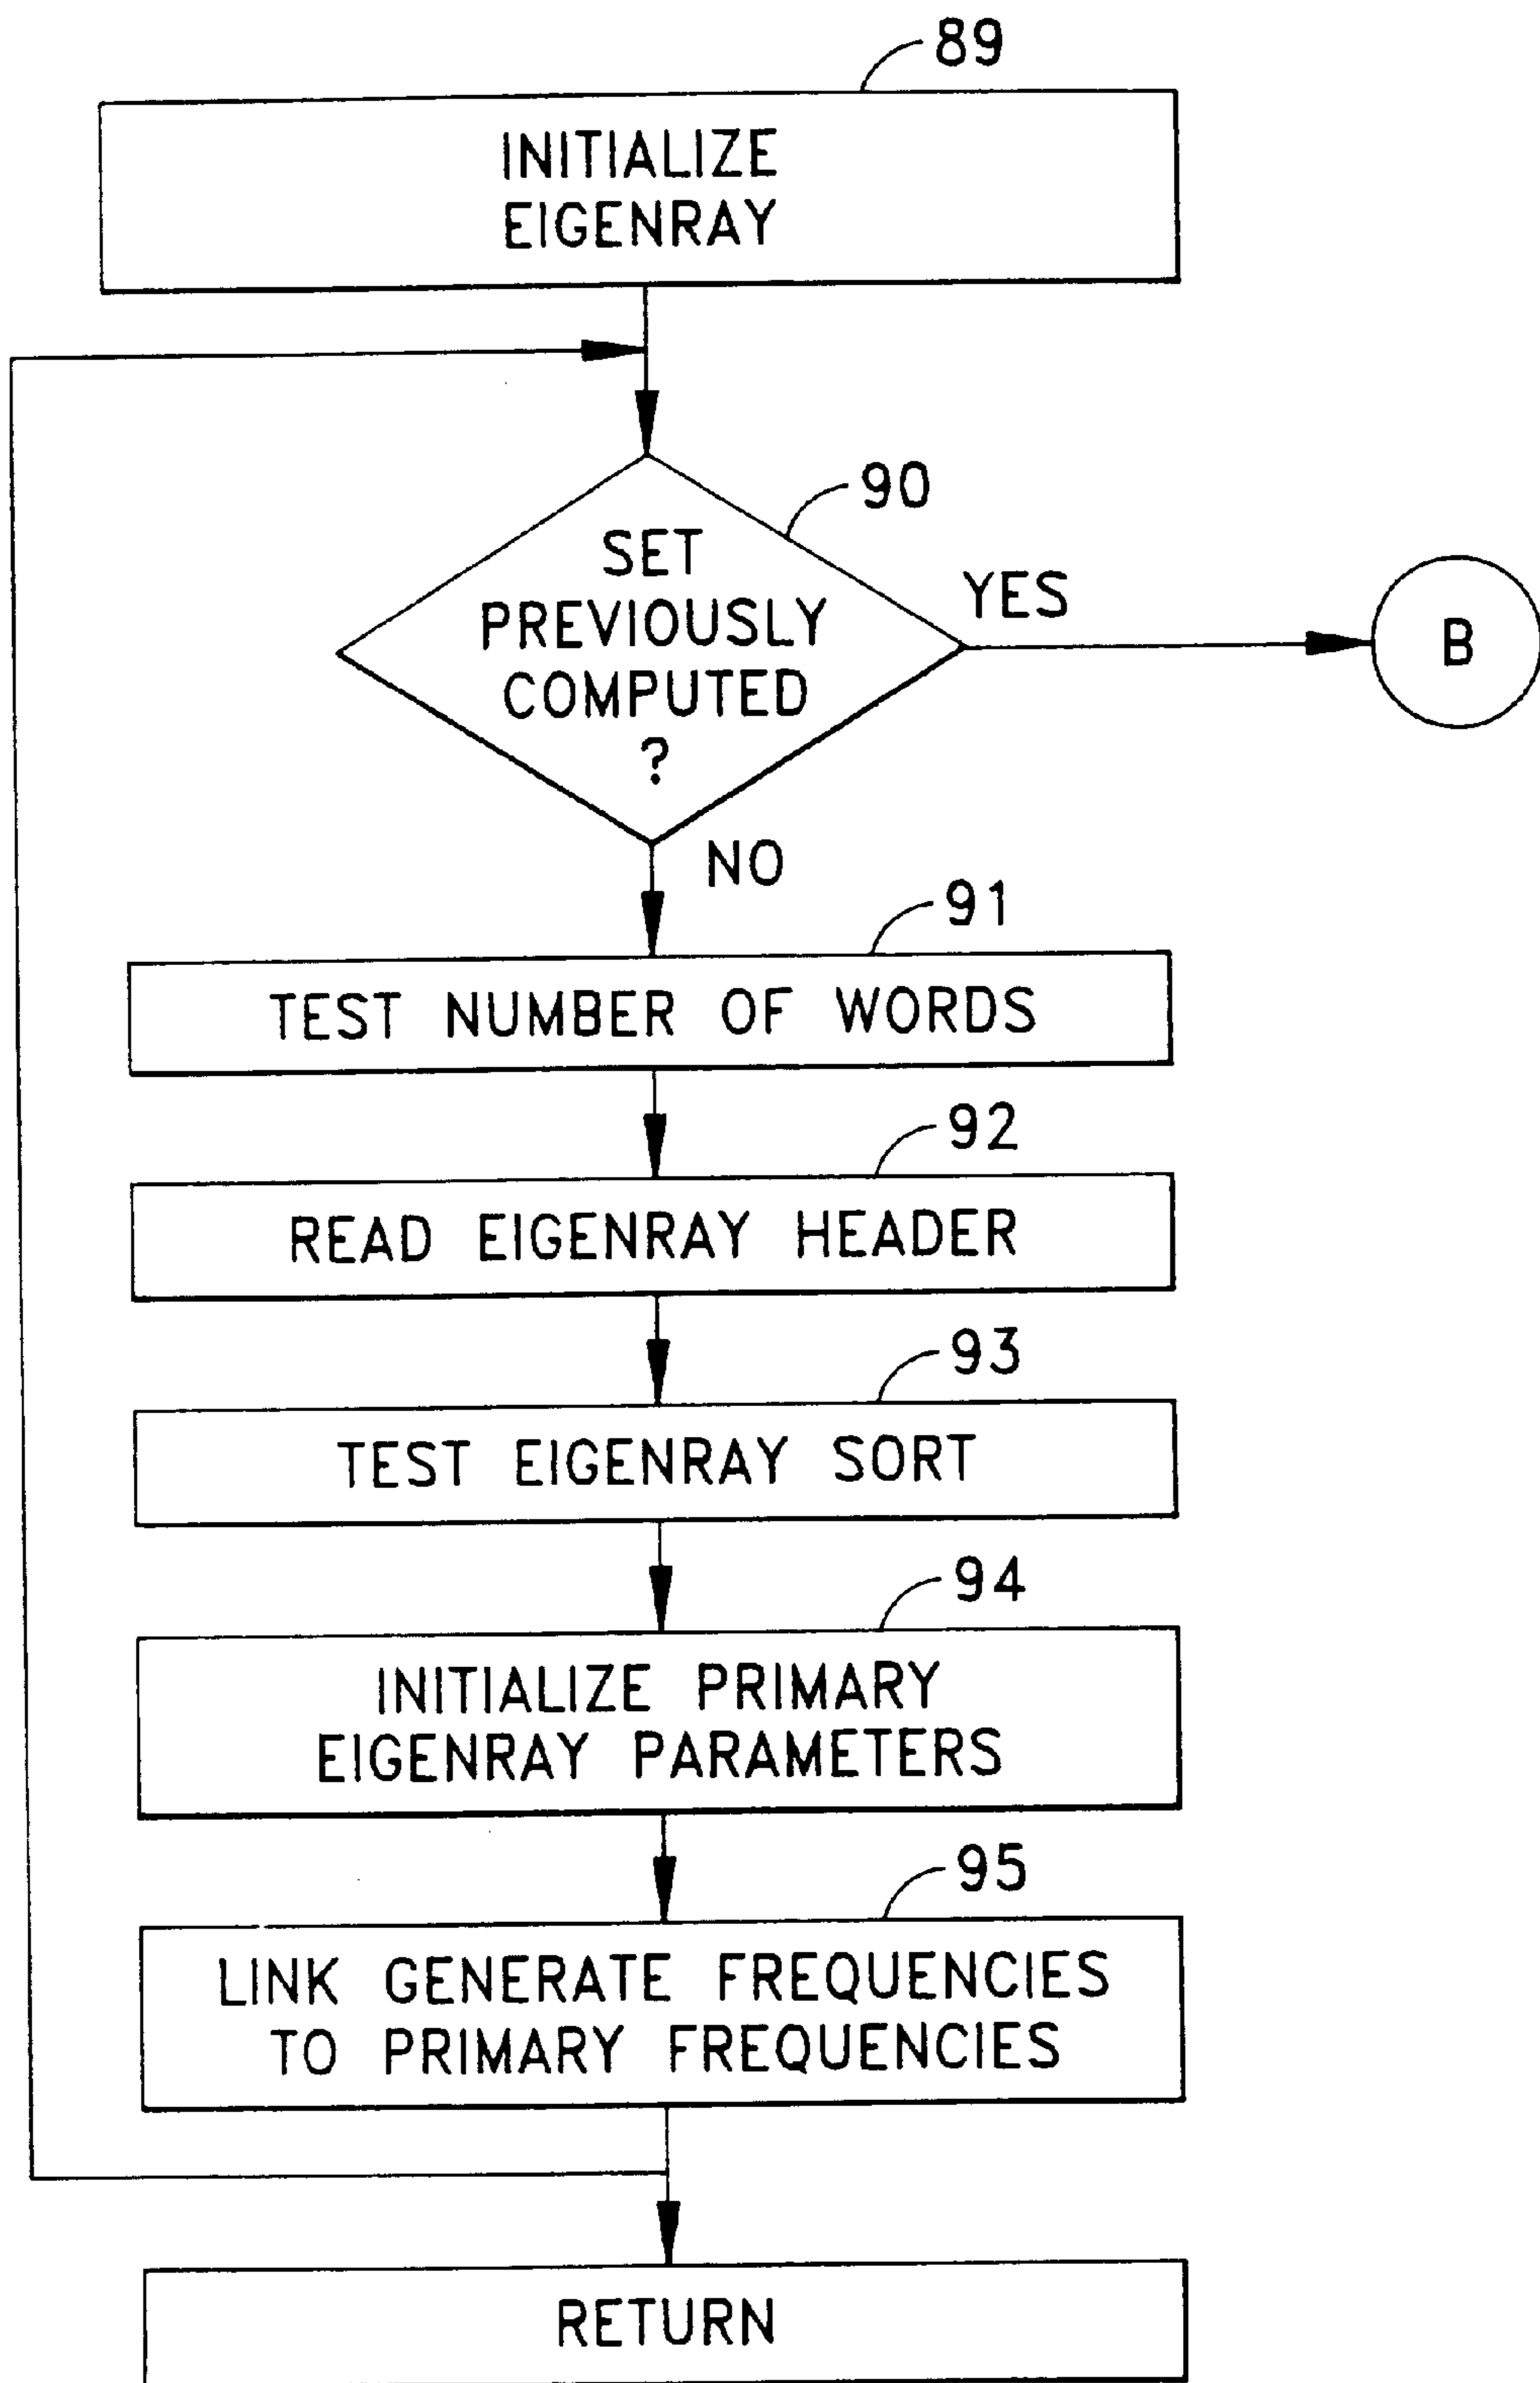 89
INITIALIZE
EIGENRAY
90
SET
PREVIOUSLY
COMPUTED
?
YES
B
NO
91
TEST NUMBER OF WORDS
92
READ EIGENRAY HEADER
93
TEST EIGENRAY SORT
94
INITIALIZE PRIMARY
EIGENRAY PARAMETERS
95
LINK GENERATE FREQUENCIES
TO PRIMARY FREQUENCIES
RETURN